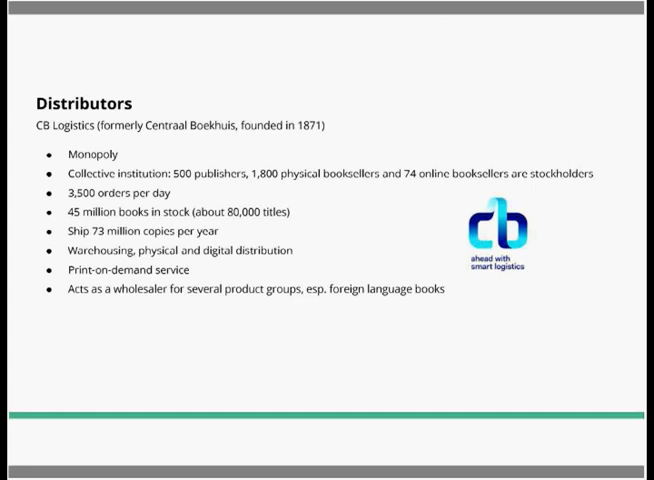 Distributors
CB Logistics (formerly Centraal Boekhuis, founded in 1871)
● Monopoly
● Collective institution: 500 publishers, 1,800 physical booksellers and 74 online booksellers are stockholders
● 3,500 orders per day
● 45 million books in stock (about 80,000 titles)
● Ship 73 million copies per year
● Warehousing, physical and digital distribution
● Print-on-demand service
● Acts as a wholesaler for several product groups, esp. foreign language books
cb
ahead with
smart logistics